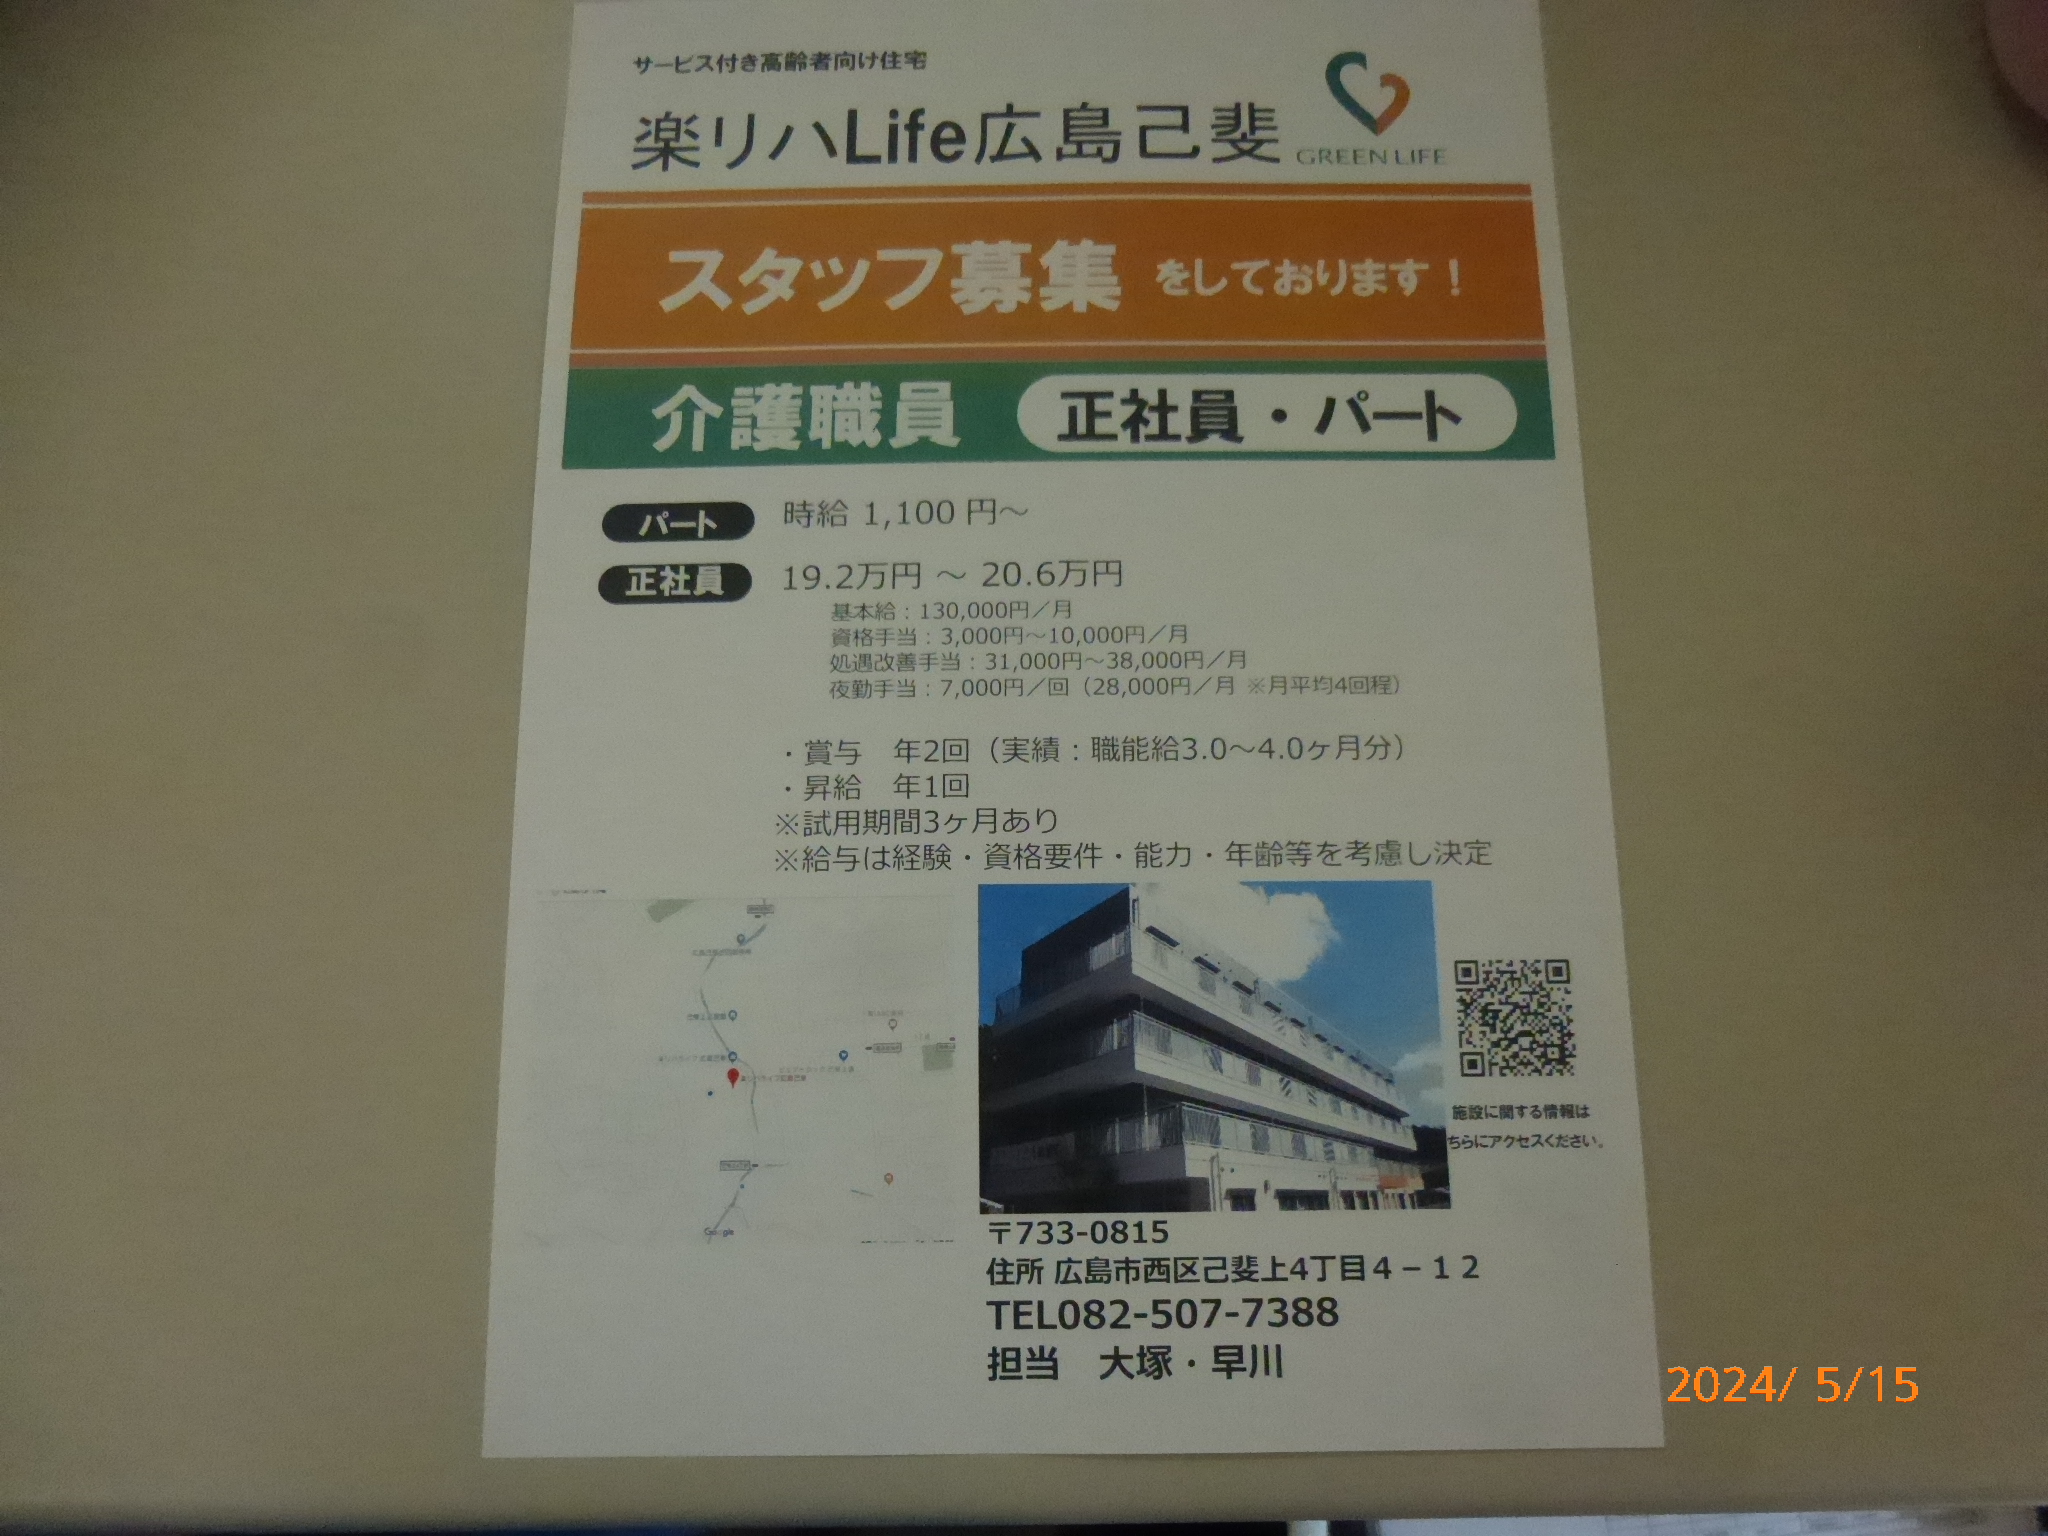 サービス付き高齢者向け住宅
楽リハLife広島己斐
GREEN LIFE
スタッフ募集をしております！
介護職員 正社員・パート
パート 時給 1,100 円～
正社員 19.2万円 ～ 20.6万円
基本給：130,000円／月
資格手当：3,000円～10,000円／月
処遇改善手当：31,000円～38,000円／月
夜勤手当：7,000円／回（28,000円／月 ※月平均4回程）
・賞与　年2回（実績：職能給3.0～4.0ヶ月分）
・昇給　年1回
※試用期間3ヶ月あり
※給与は経験・資格要件・能力・年齢等を考慮し決定
Google
施設に関する情報は
ちらにアクセスください。
〒733-0815
住所 広島市西区己斐上4丁目４－１２
TEL082-507-7388
担当　大塚・早川
2024/ 5/15